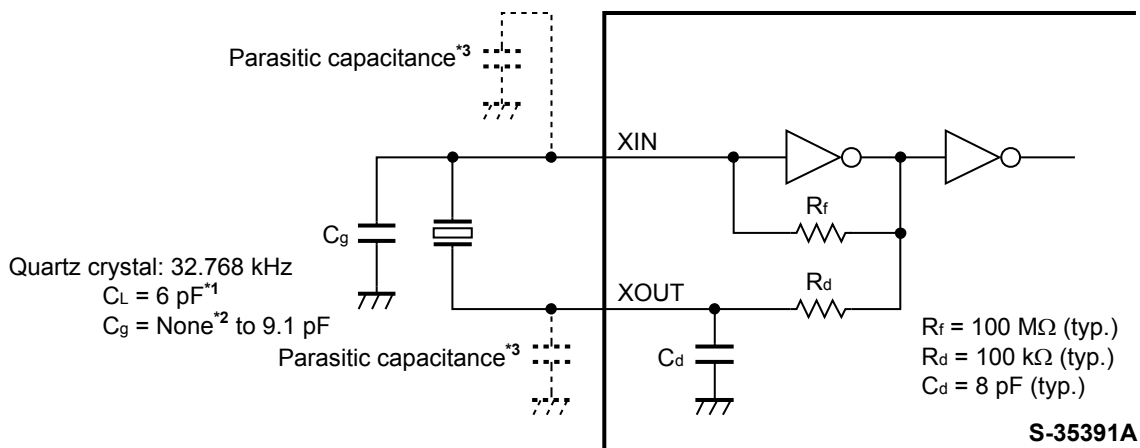 Parasitic capacitance*3
XIN
Rf
Cg
Quartz crystal: 32.768 kHz
CL = 6 pF*1
Cg = None*2 to 9.1 pF
XOUT
Rd
Parasitic capacitance*3
Cd
Rf = 100 MΩ (typ.)
Rd = 100 kΩ (typ.)
Cd = 8 pF (typ.)
S-35391A